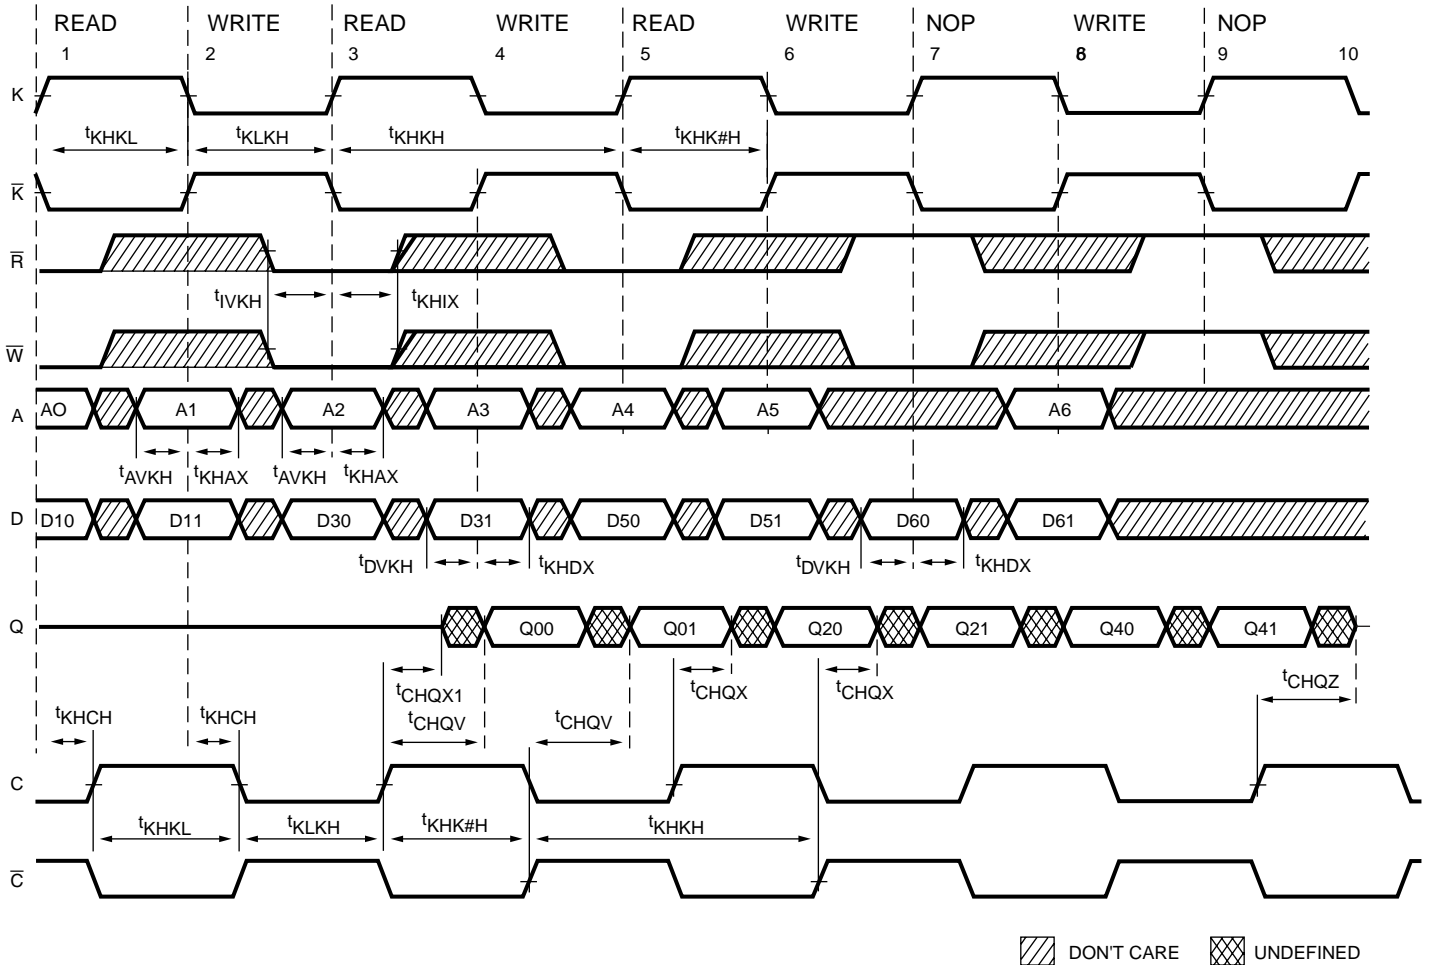 READ WRITE READ WRITE READ WRITE NOP WRITE NOP
1 2 3 4 5 6 7 8 9 10
K
tKHKL tKLKH tKHKH tKHK#H
K̅
R̅
tIVKH tKHIX
W̅
A AO A1 A2 A3 A4 A5 A6
tAVKH tKHAX tAVKH tKHAX
D D10 D11 D30 D31 D50 D51 D60 D61
tDVKH tKHDX tDVKH tKHDX
Q Q00 Q01 Q20 Q21 Q40 Q41
tCHQX1 tCHQX tCHQX tCHQZ
tKHCH tKHCH tCHQV tCHQV
C
tKHKL tKLKH tKHK#H tKHKH
C̅
DON'T CARE UNDEFINED